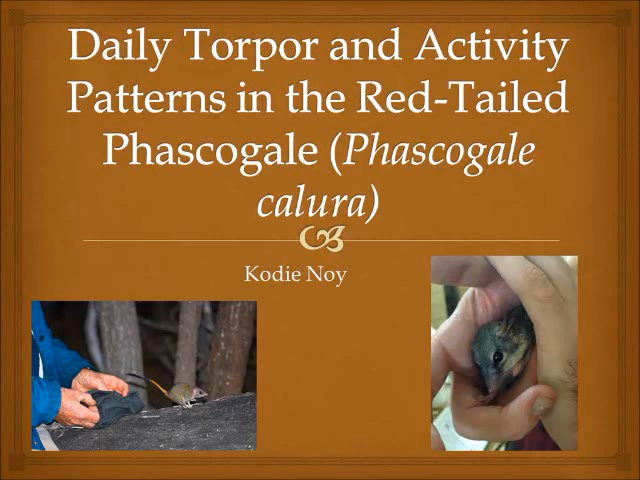 Daily Torpor and Activity
Patterns in the Red-Tailed
Phascogale (Phascogale
calura)
Kodie Noy